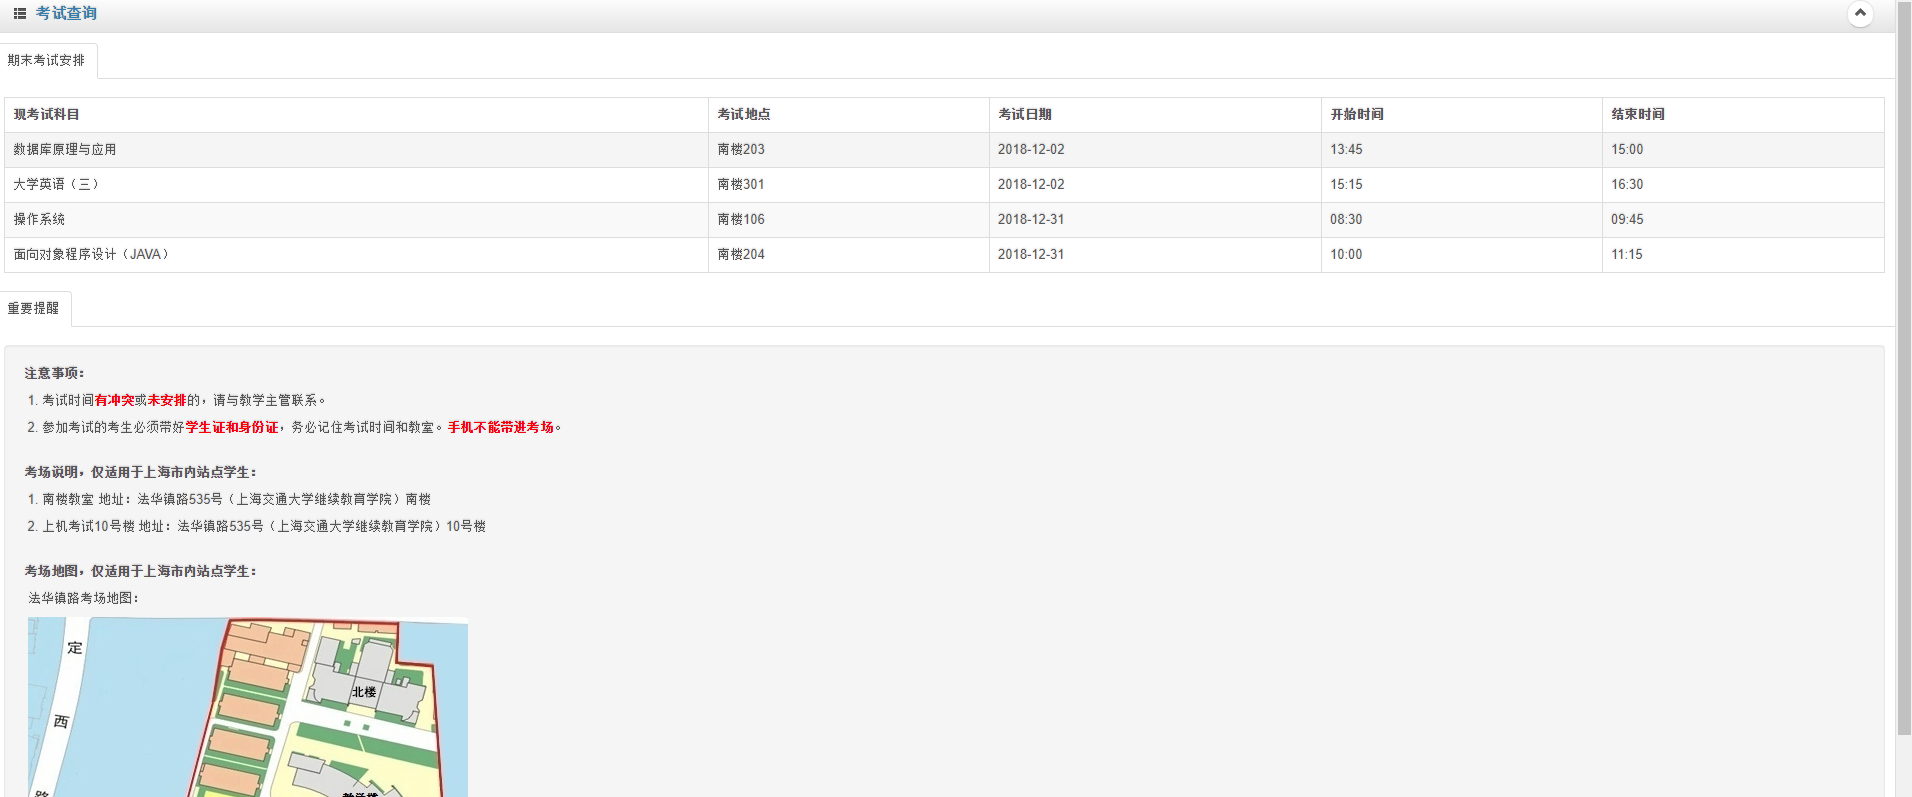 考试查询
期末考试安排
现考试科目 考试地点 考试日期 开始时间 结束时间
数据库原理与应用 南楼203 2018-12-02 13:45 15:00
大学英语（三） 南楼301 2018-12-02 15:15 16:30
操作系统 南楼106 2018-12-31 08:30 09:45
面向对象程序设计（JAVA） 南楼204 2018-12-31 10:00 11:15
重要提醒
注意事项：
1. 考试时间有冲突或未安排的，请与教学主管联系。
2. 参加考试的考生必须带好学生证和身份证，务必记住考试时间和教室。手机不能带进考场。
考场说明，仅适用于上海市内站点学生：
1. 南楼教室 地址：法华镇路535号（上海交通大学继续教育学院）南楼
2. 上机考试10号楼 地址：法华镇路535号（上海交通大学继续教育学院）10号楼
考场地图，仅适用于上海市内站点学生：
法华镇路考场地图：
定
北楼
西